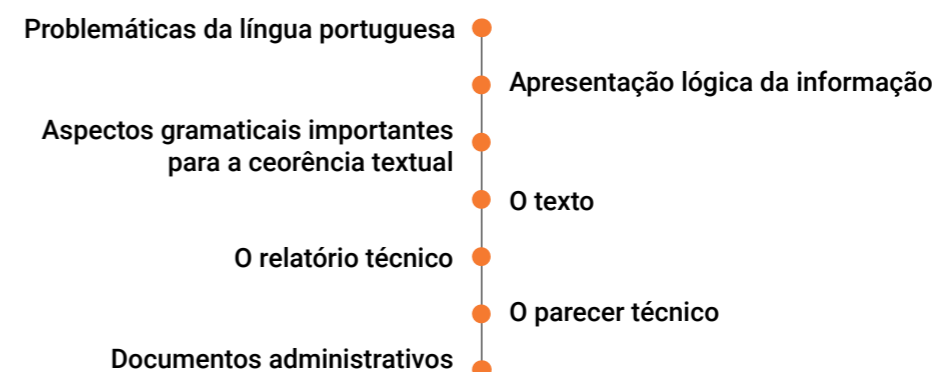 Problemáticas da língua portuguesa
Apresentação lógica da informação
Aspectos gramaticais importantes
para a ceorência textual
O texto
O relatório técnico
O parecer técnico
Documentos administrativos